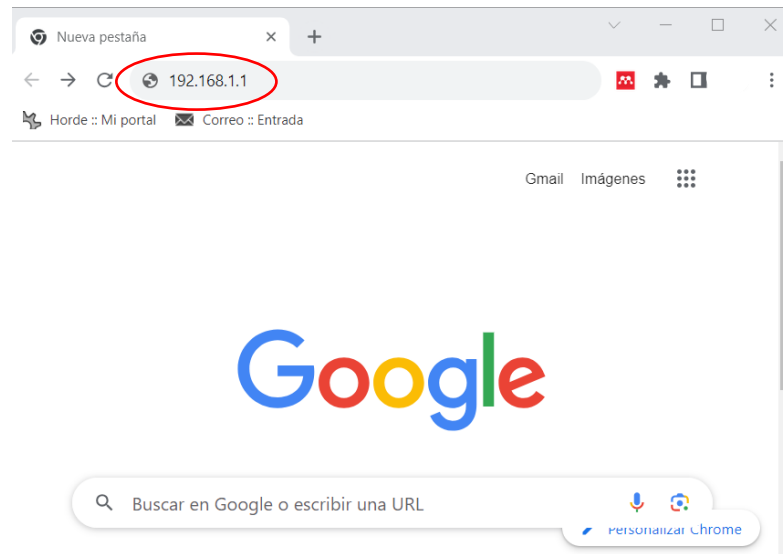 Nueva pestaña
192.168.1.1
Horde :: Mi portal Correo :: Entrada
Gmail Imágenes
Google
Buscar en Google o escribir una URL
Personalizar Chrome